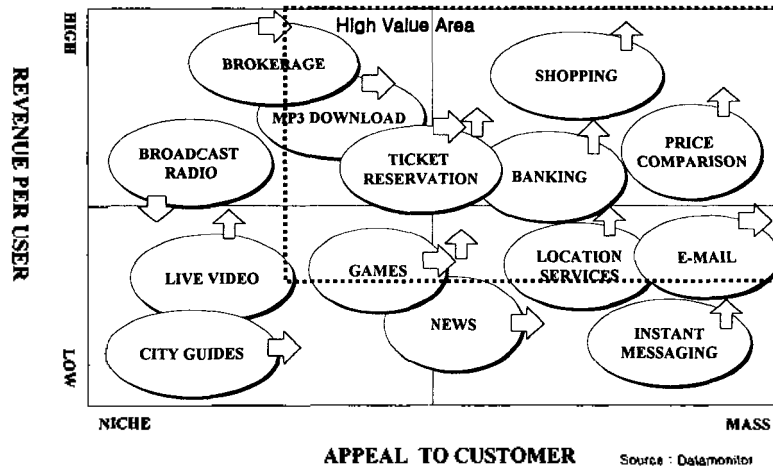 HIGH
High Value Area
BROKERAGE
SHOPPING
MP3 DOWNLOAD
REVENUE PER USER
BROADCAST
RADIO
TICKET
RESERVATION
BANKING
PRICE
COMPARISON
LIVE VIDEO
GAMES
LOCATION
SERVICES
E-MAIL
NEWS
CITY GUIDES
INSTANT
MESSAGING
LOW
NICHE
MASS
APPEAL TO CUSTOMER
Source : Datamonitor